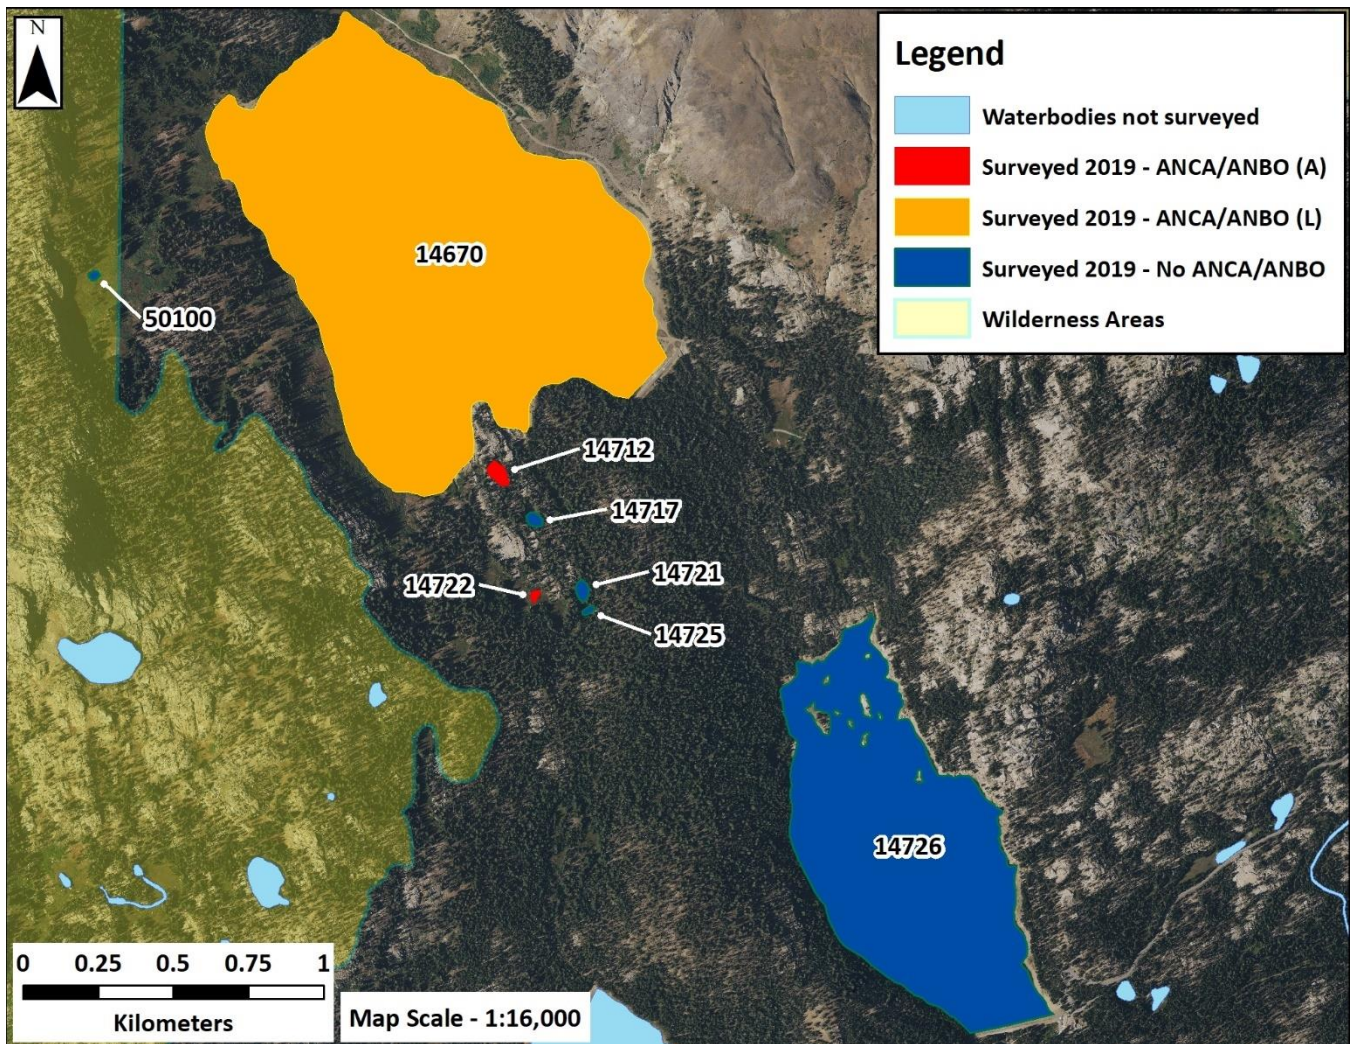 N
Legend
Waterbodies not surveyed
Surveyed 2019 - ANCA/ANBO (A)
Surveyed 2019 - ANCA/ANBO (L)
Surveyed 2019 - No ANCA/ANBO
Wilderness Areas
14670
50100
14712
14717
14721
14722
14725
14726
0 0.25 0.5 0.75 1
Kilometers
Map Scale - 1:16,000